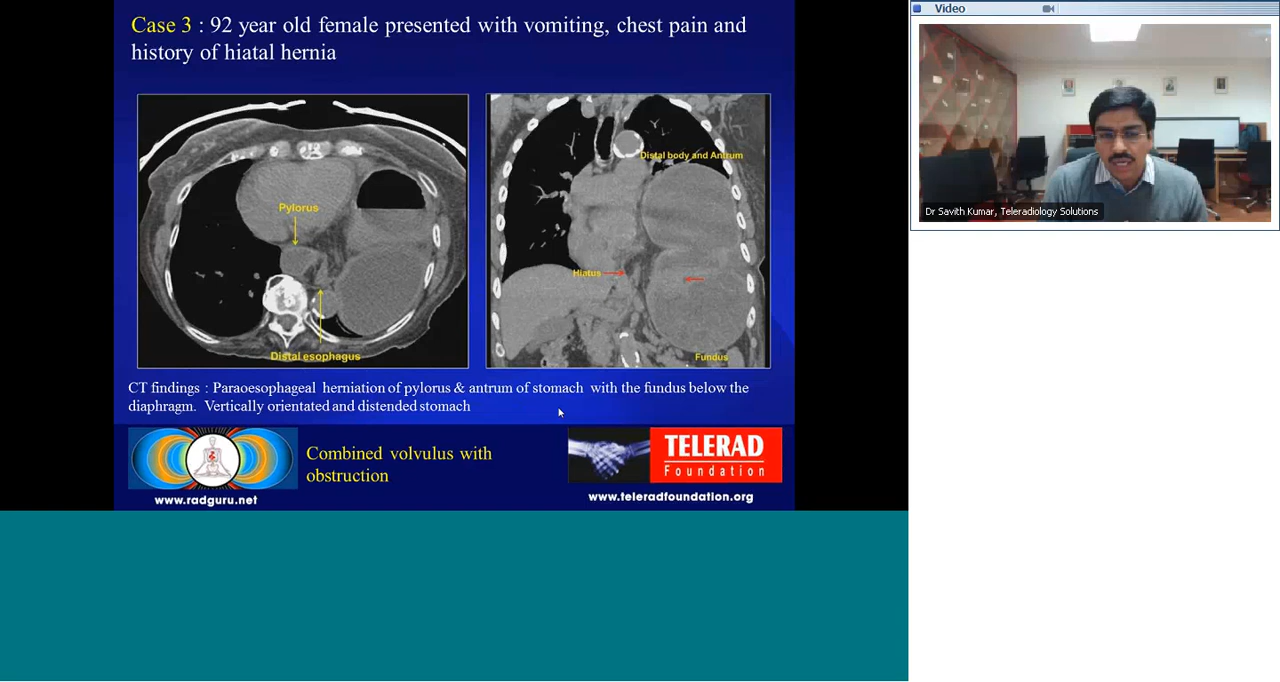 Case 3 : 92 year old female presented with vomiting, chest pain and
history of hiatal hernia
Pylorus
Distal esophagus
Distal body and Antrum
Hiatus
Fundus
CT findings : Paraoesophageal herniation of pylorus & antrum of stomach with the fundus below the
diaphragm. Vertically orientated and distended stomach
www.radguru.net
Combined volvulus with
obstruction
TELERAD
Foundation
www.teleradfoundation.org
Video
Dr Savith Kumar, Teleradiology Solutions